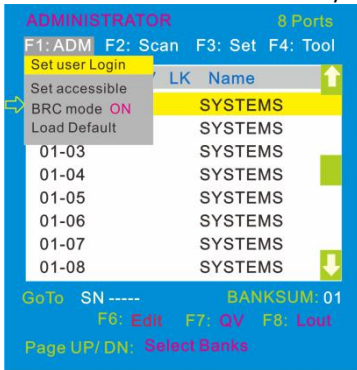 ADMINISTRATOR 8 Ports
F1: ADM F2: Scan F3: Set F4: Tool
Set user Login
Set accessible
BRC mode ON
Load Default
LK Name
SYSTEMS
SYSTEMS
01-03 SYSTEMS
01-04 SYSTEMS
01-05 SYSTEMS
01-06 SYSTEMS
01-07 SYSTEMS
01-08 SYSTEMS
GoTo SN ----- BANKSUM: 01
F6: Edit F7: QV F8: Lout
Page UP/ DN: Select Banks